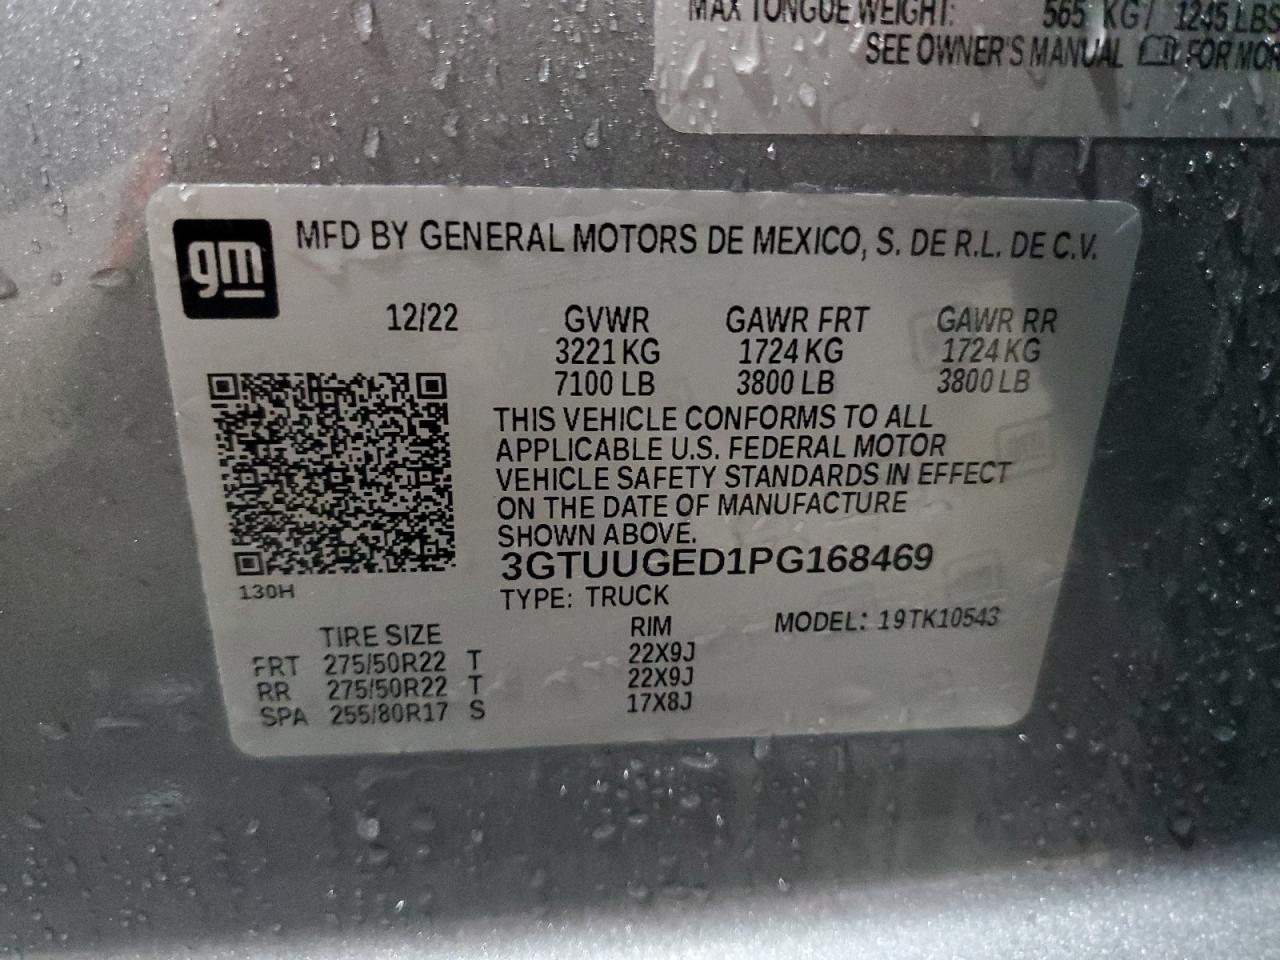 MAX TONGUE WEIGHT: 565 KG / 1245 LBS
SEE OWNER'S MANUAL FOR MOR
gm
MFD BY GENERAL MOTORS DE MEXICO, S. DE R.L. DE C.V.
12/22 GVWR GAWR FRT GAWR RR
3221 KG 1724 KG 1724 KG
7100 LB 3800 LB 3800 LB
THIS VEHICLE CONFORMS TO ALL
APPLICABLE U.S. FEDERAL MOTOR
VEHICLE SAFETY STANDARDS IN EFFECT
ON THE DATE OF MANUFACTURE
SHOWN ABOVE.
3GTUUGED1PG168469
130H
TYPE: TRUCK MODEL: 19TK10543
TIRE SIZE RIM
FRT 275/50R22 T 22X9J
RR 275/50R22 T 22X9J
SPA 255/80R17 S 17X8J